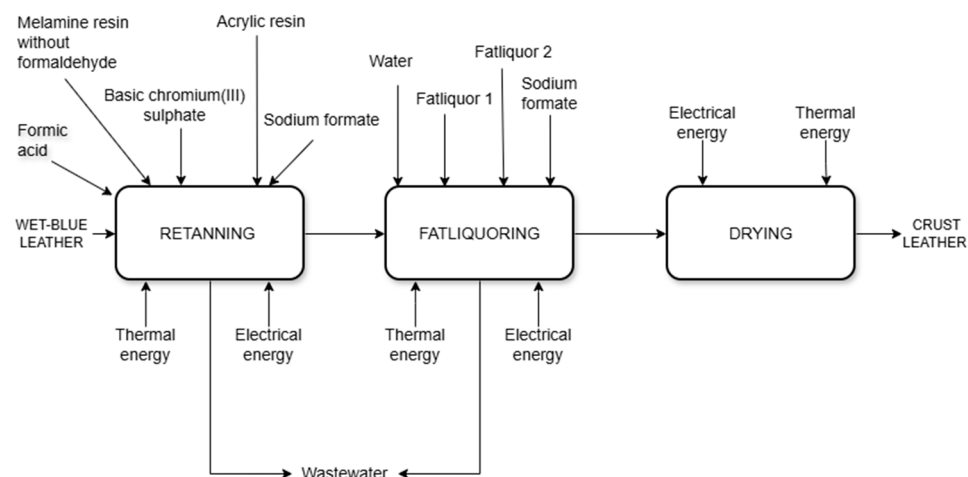 Melamine resin
without
formaldehyde
Acrylic resin
Basic chromium(III)
sulphate
Sodium formate
Formic
acid
Water
Fatliquor 1
Fatliquor 2
Sodium
formate
Electrical
energy
Thermal
energy
WET-BLUE
LEATHER
RETANNING
FATLIQUORING
DRYING
CRUST
LEATHER
Thermal
energy
Electrical
energy
Thermal
energy
Electrical
energy
Wastewater